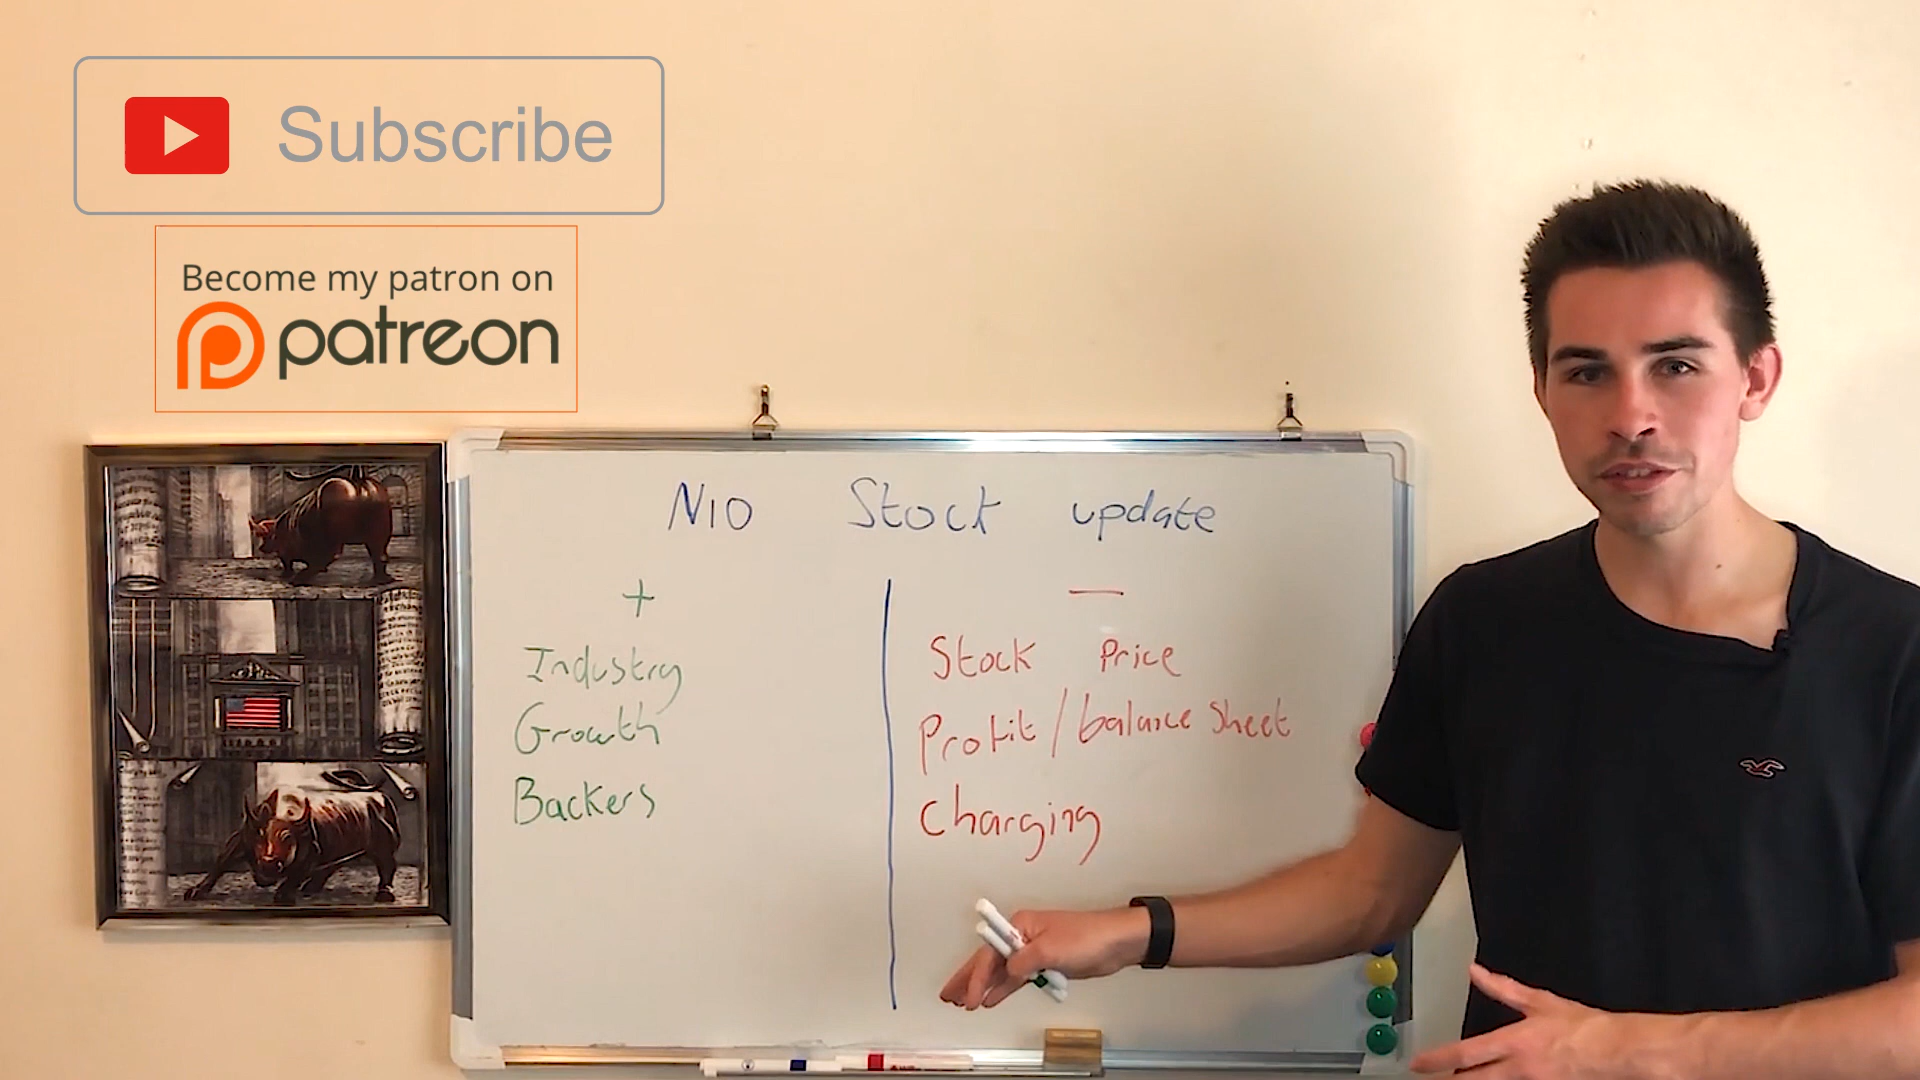 Subscribe
Become my patron on
patreon
NIO Stock update
+ —
Industry
Growth
Backers
Stock Price
Profit/balance sheet
Charging